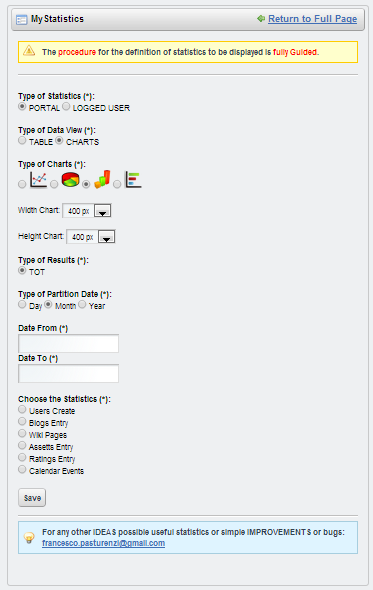 MyStatistics
Return to Full Page
The procedure for the definition of statistics to be displayed is fully Guided.
Type of Statistics (*):
PORTAL LOGGED USER
Type of Data View (*):
TABLE CHARTS
Type of Charts (*):
Width Chart: 400 px
Height Chart: 400 px
Type of Results (*):
TOT
Type of Partition Date (*):
Day Month Year
Date From (*)
Date To (*)
Choose the Statistics (*):
Users Create
Blogs Entry
Wiki Pages
Assetts Entry
Ratings Entry
Calendar Events
Save
For any other IDEAS possible useful statistics or simple IMPROVEMENTS or bugs:
francesco.pasturenzi@gmail.com